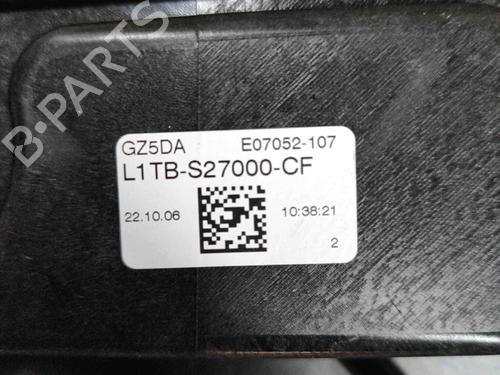 B-PARTS
GZ5DA E07052-107
L1TB-S27000-CF
22.10.06 10:38:21
2